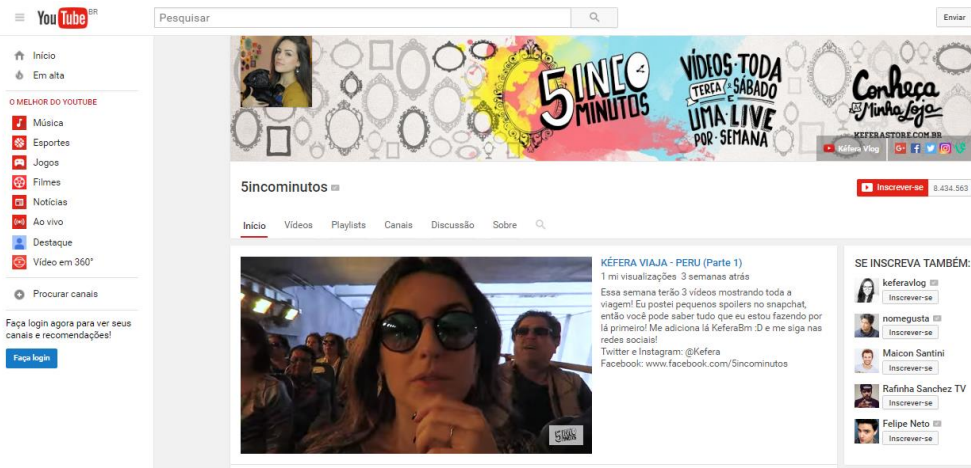 YouTube BR
Pesquisar
Enviar
Início
Em alta
O MELHOR DO YOUTUBE
Música
Esportes
Jogos
Filmes
Notícias
Ao vivo
Destaque
Vídeo em 360°
Procurar canais
Faça login agora para ver seus
canais e recomendações!
Faça login
5INCO
MINUTOS
VÍDEOS TODA
TERÇA E SÁBADO
E
UMA LIVE
POR SEMANA
Conheça
Minha Loja
KEFERASTORE.COM.BR
Kéfera Vlog
5incominutos
Inscrever-se 8.434.563
Início Vídeos Playlists Canais Discussão Sobre
KÉFERA VIAJA - PERU (Parte 1)
1 mi visualizações 3 semanas atrás
Essa semana terão 3 vídeos mostrando toda a
viagem! Eu postei pequenos spoilers no snapchat,
então você pode saber tudo que eu estou fazendo por
lá primeiro! Me adiciona lá KeferaBm :D e me siga nas
redes sociais!
Twitter e Instagram: @Kefera
Facebook: www.facebook.com/5incominutos
5INCO
MINUTOS
SE INSCREVA TAMBÉM:
keferavlog
Inscrever-se
nomegusta
Inscrever-se
Maicon Santini
Inscrever-se
Rafinha Sanchez TV
Inscrever-se
Felipe Neto
Inscrever-se